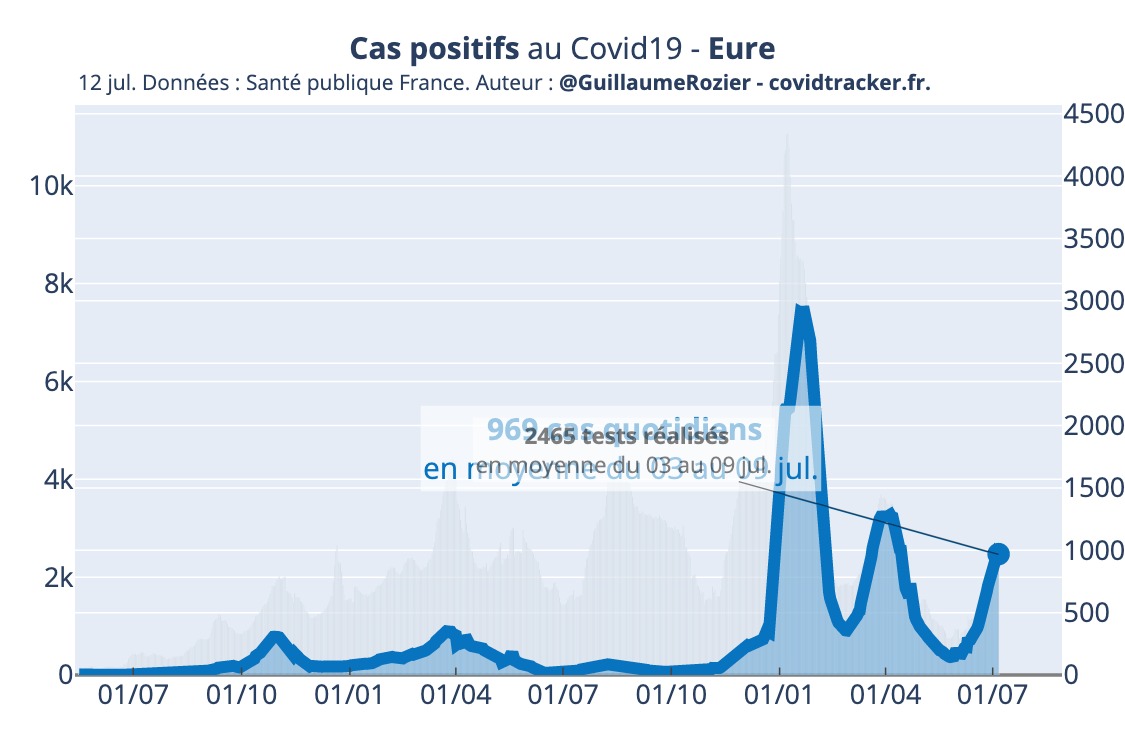 Cas positifs au Covid19 - Eure
12 jul. Données : Santé publique France. Auteur : @GuillaumeRozier - covidtracker.fr.
4500
4000
10k
3500
8k
3000
2500
6k
969 cas quotidiens
en moyenne du 03 au 09 jul.
2465 tests réalisés
en moyenne du 03 au 09 jul.
2000
4k
1500
1000
2k
500
0
0
01/07
01/10
01/01
01/04
01/07
01/10
01/01
01/04
01/07